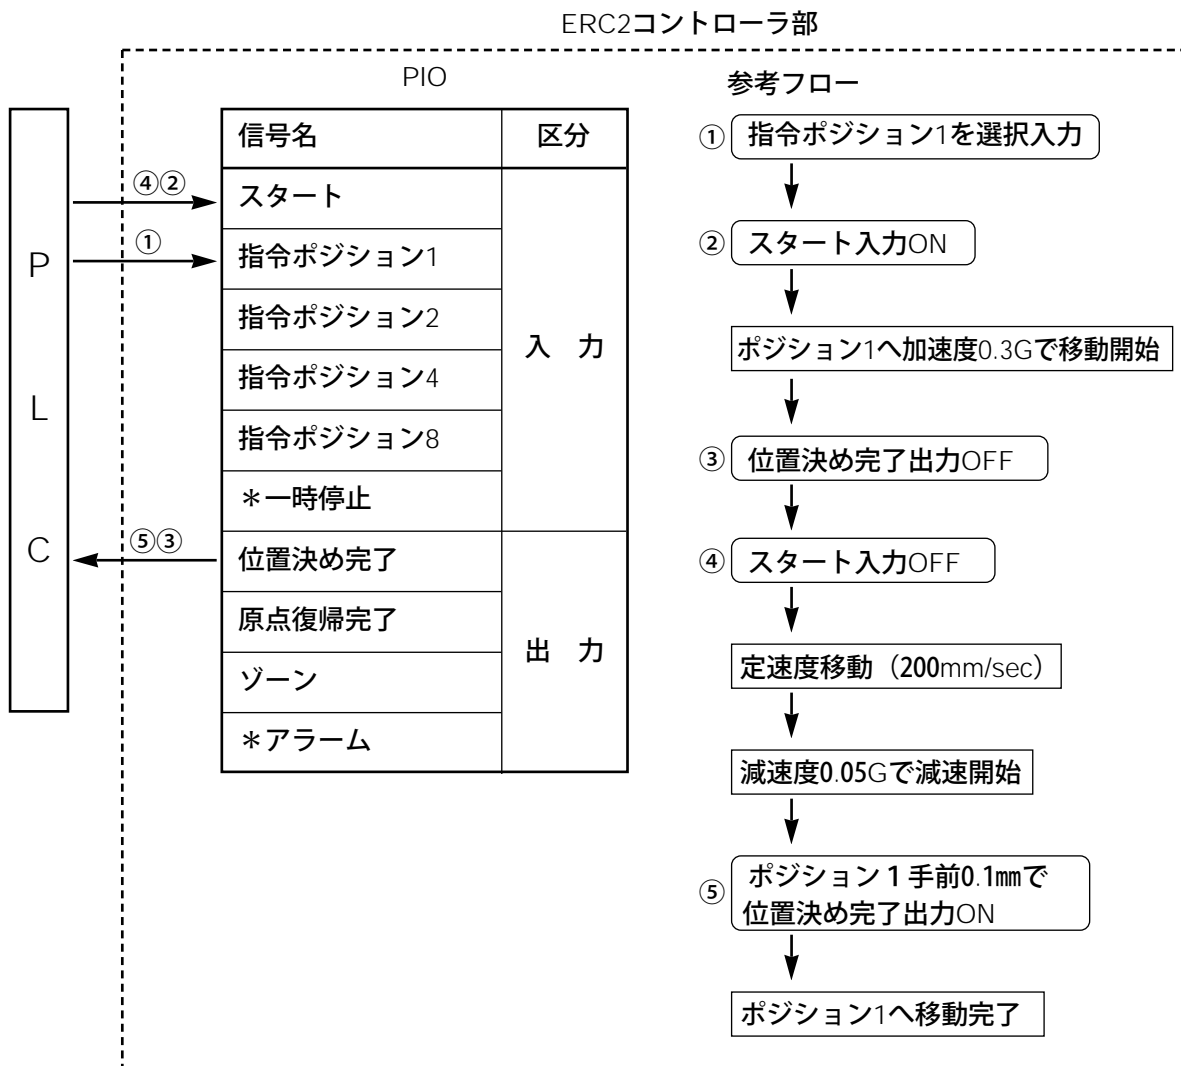 ERC2コントローラ部
PIO
参考フロー
P
L
C
④②
①
⑤③
信号名 区分
スタート
指令ポジション1
指令ポジション2
指令ポジション4
指令ポジション8
＊一時停止
入 力
位置決め完了
原点復帰完了
ゾーン
＊アラーム
出 力
① 指令ポジション1を選択入力
② スタート入力ON
ポジション1へ加速度0.3Gで移動開始
③ 位置決め完了出力OFF
④ スタート入力OFF
定速度移動（200mm/sec）
減速度0.05Gで減速開始
⑤ ポジション１手前0.1㎜で
位置決め完了出力ON
ポジション1へ移動完了